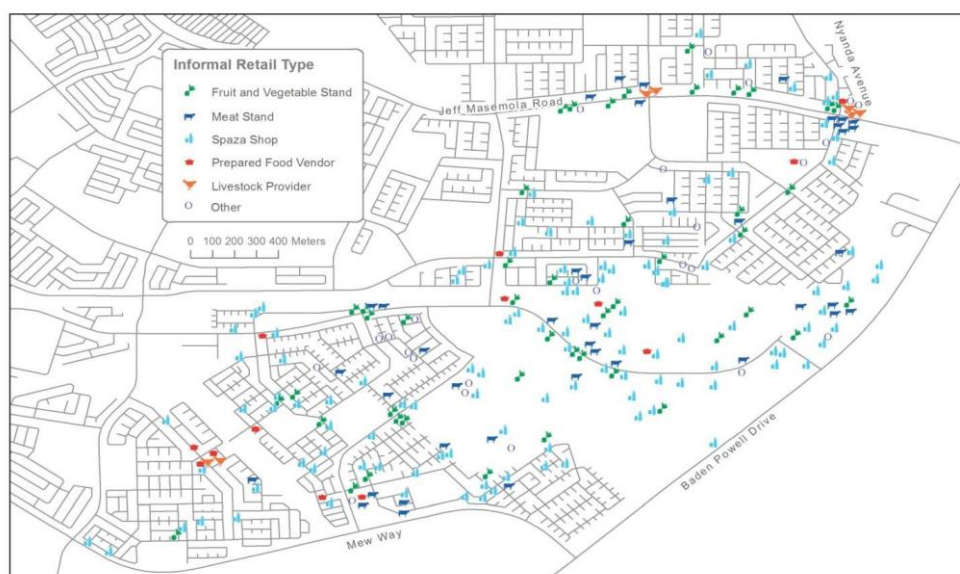 Informal Retail Type
Fruit and Vegetable Stand
Meat Stand
Spaza Shop
Prepared Food Vendor
Livestock Provider
Other
0 100 200 300 400 Meters
Jeff Masemola Road
Nyanda Avenue
Baden Powell Drive
Mew Way